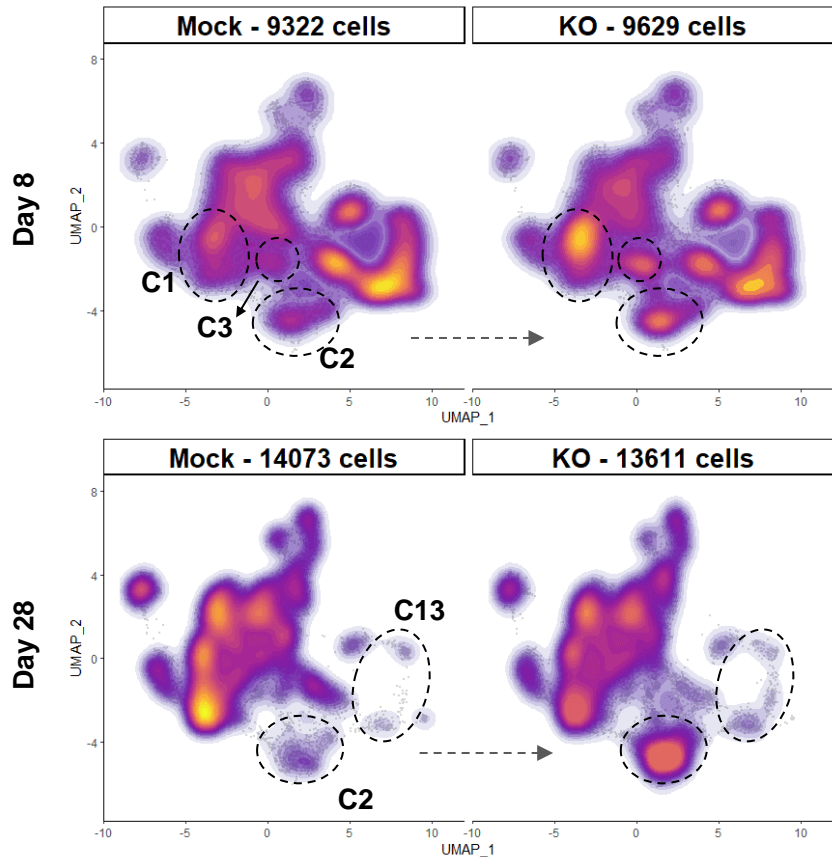 Mock - 9322 cells
KO - 9629 cells
Day 8
UMAP_2
8
4
0
-4
C1
C3
C2
-10
-5
0
5
10
-10
-5
0
5
10
UMAP_1
Mock - 14073 cells
KO - 13611 cells
Day 28
UMAP_2
8
4
0
-4
C13
C2
-10
-5
0
5
10
-10
-5
0
5
10
UMAP_1